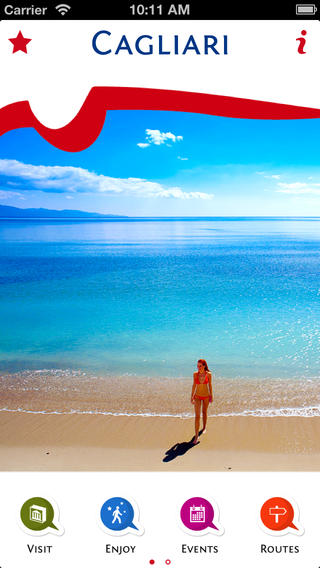 Carrier 10:11 AM
CAGLIARI
i
VISIT ENJOY EVENTS ROUTES